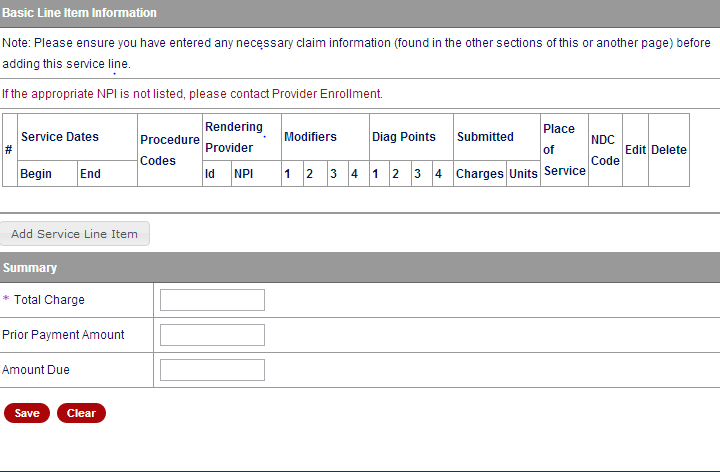 Basic Line Item Information
Note: Please ensure you have entered any necessary claim information (found in the other sections of this or another page) before
adding this service line.
If the appropriate NPI is not listed, please contact Provider Enrollment.
# Service Dates Procedure Codes Rendering Provider Modifiers Diag Points Submitted Place of Service NDC Code Edit Delete
Begin End Id NPI 1 2 3 4 1 2 3 4 Charges Units
Add Service Line Item
Summary
* Total Charge
Prior Payment Amount
Amount Due
Save Clear